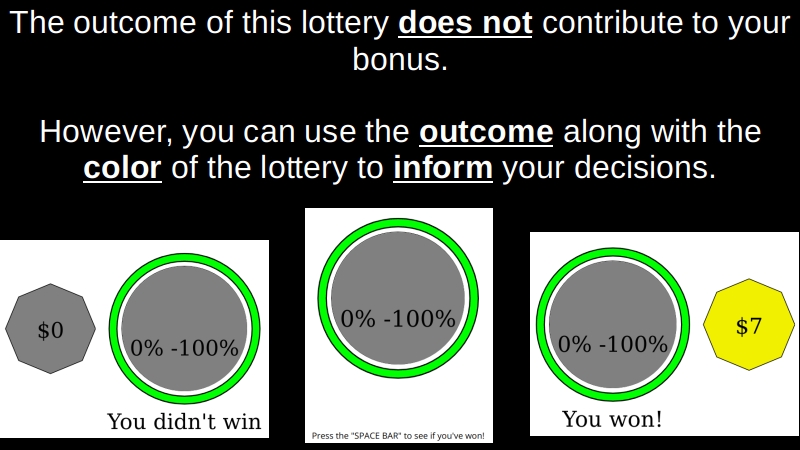 The outcome of this lottery does not contribute to your
bonus.
However, you can use the outcome along with the
color of the lottery to inform your decisions.
$0
0% -100%
You didn't win
0% -100%
Press the "SPACE BAR" to see if you've won!
0% -100%
$7
You won!